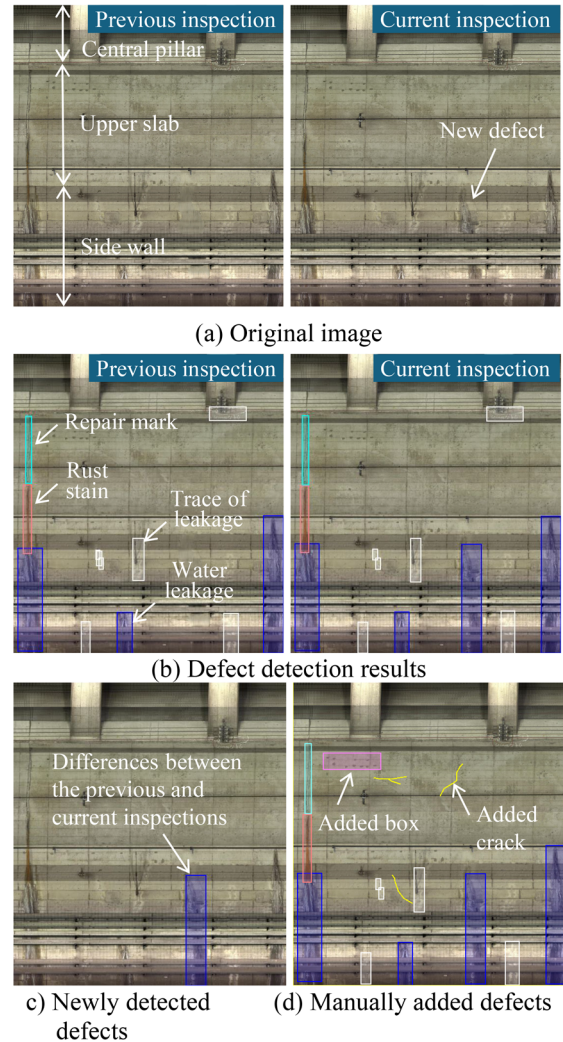 Previous inspection
Current inspection
Central pillar
Upper slab
New defect
Side wall
(a) Original image
Previous inspection
Current inspection
Repair mark
Rust
stain
Trace of
leakage
Water
leakage
(b) Defect detection results
Differences between
the previous and
current inspections
Added box
Added
crack
c) Newly detected
defects
(d) Manually added defects